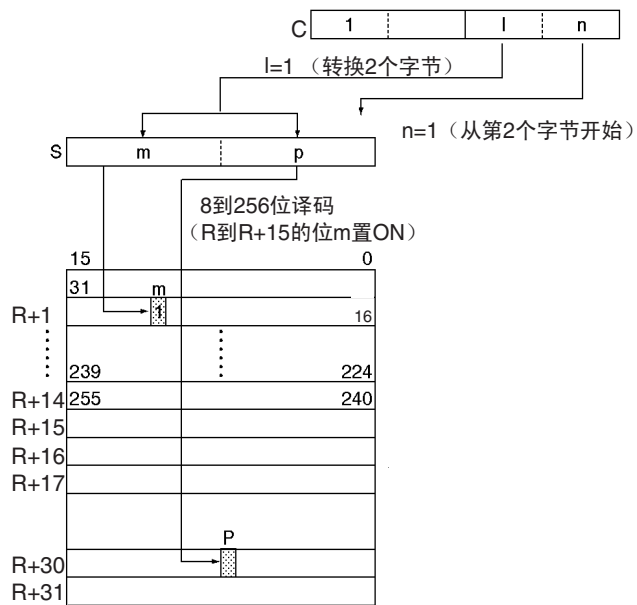 C 1 l n
l=1 （转换2个字节）
n=1（从第2个字节开始）
S m p
8到256位译码
（R到R+15的位m置ON）
15 0
31 m
R+1 1 16
239 224
R+14 255 240
R+15
R+16
R+17
P
R+30
R+31